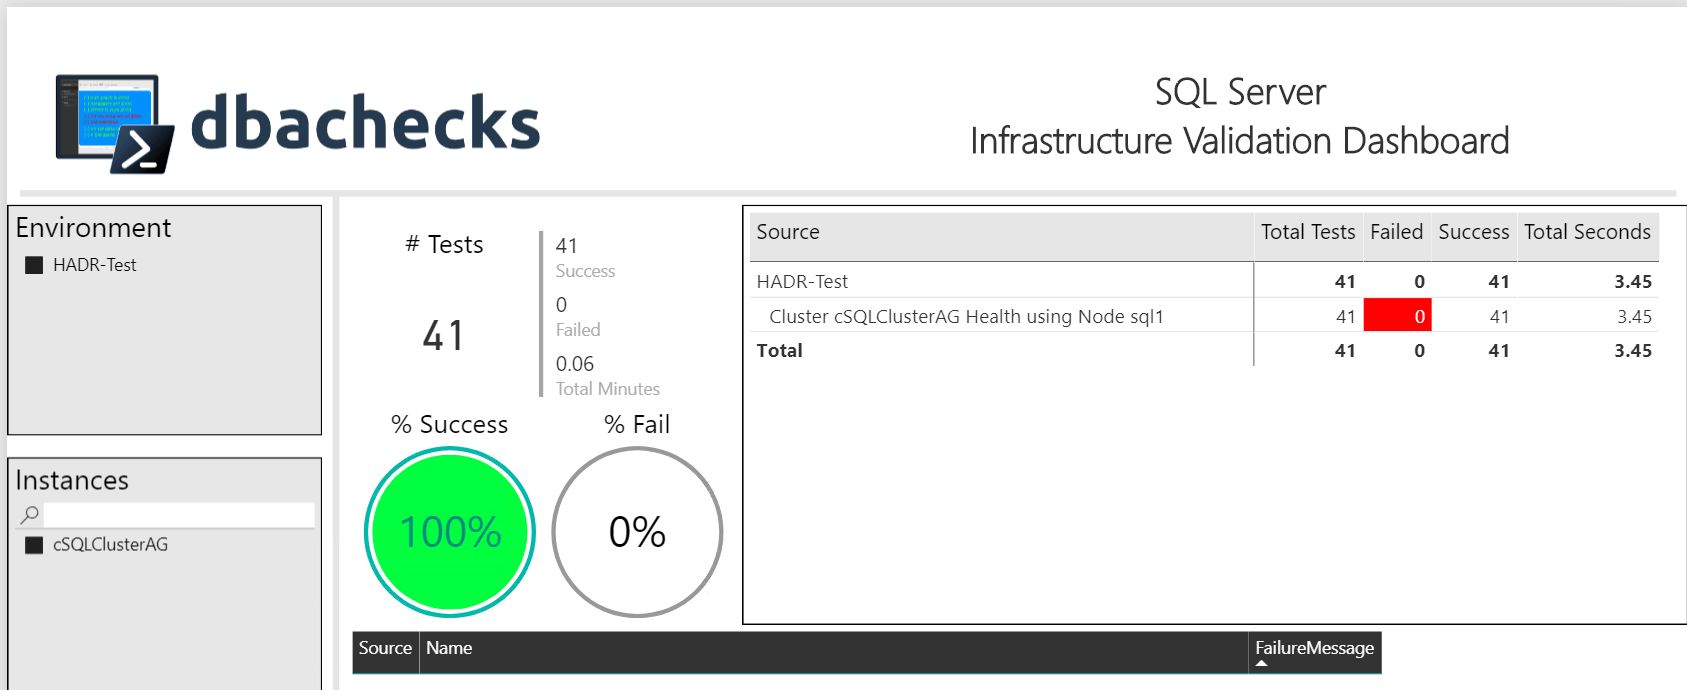 dbachecks
SQL Server
Infrastructure Validation Dashboard
Environment
HADR-Test
Instances
cSQLClusterAG
# Tests
41
41
Success
0
Failed
0.06
Total Minutes
% Success
% Fail
100%
0%
Source Total Tests Failed Success Total Seconds
HADR-Test 41 0 41 3.45
Cluster cSQLClusterAG Health using Node sql1 41 0 41 3.45
Total 41 0 41 3.45
Source Name FailureMessage